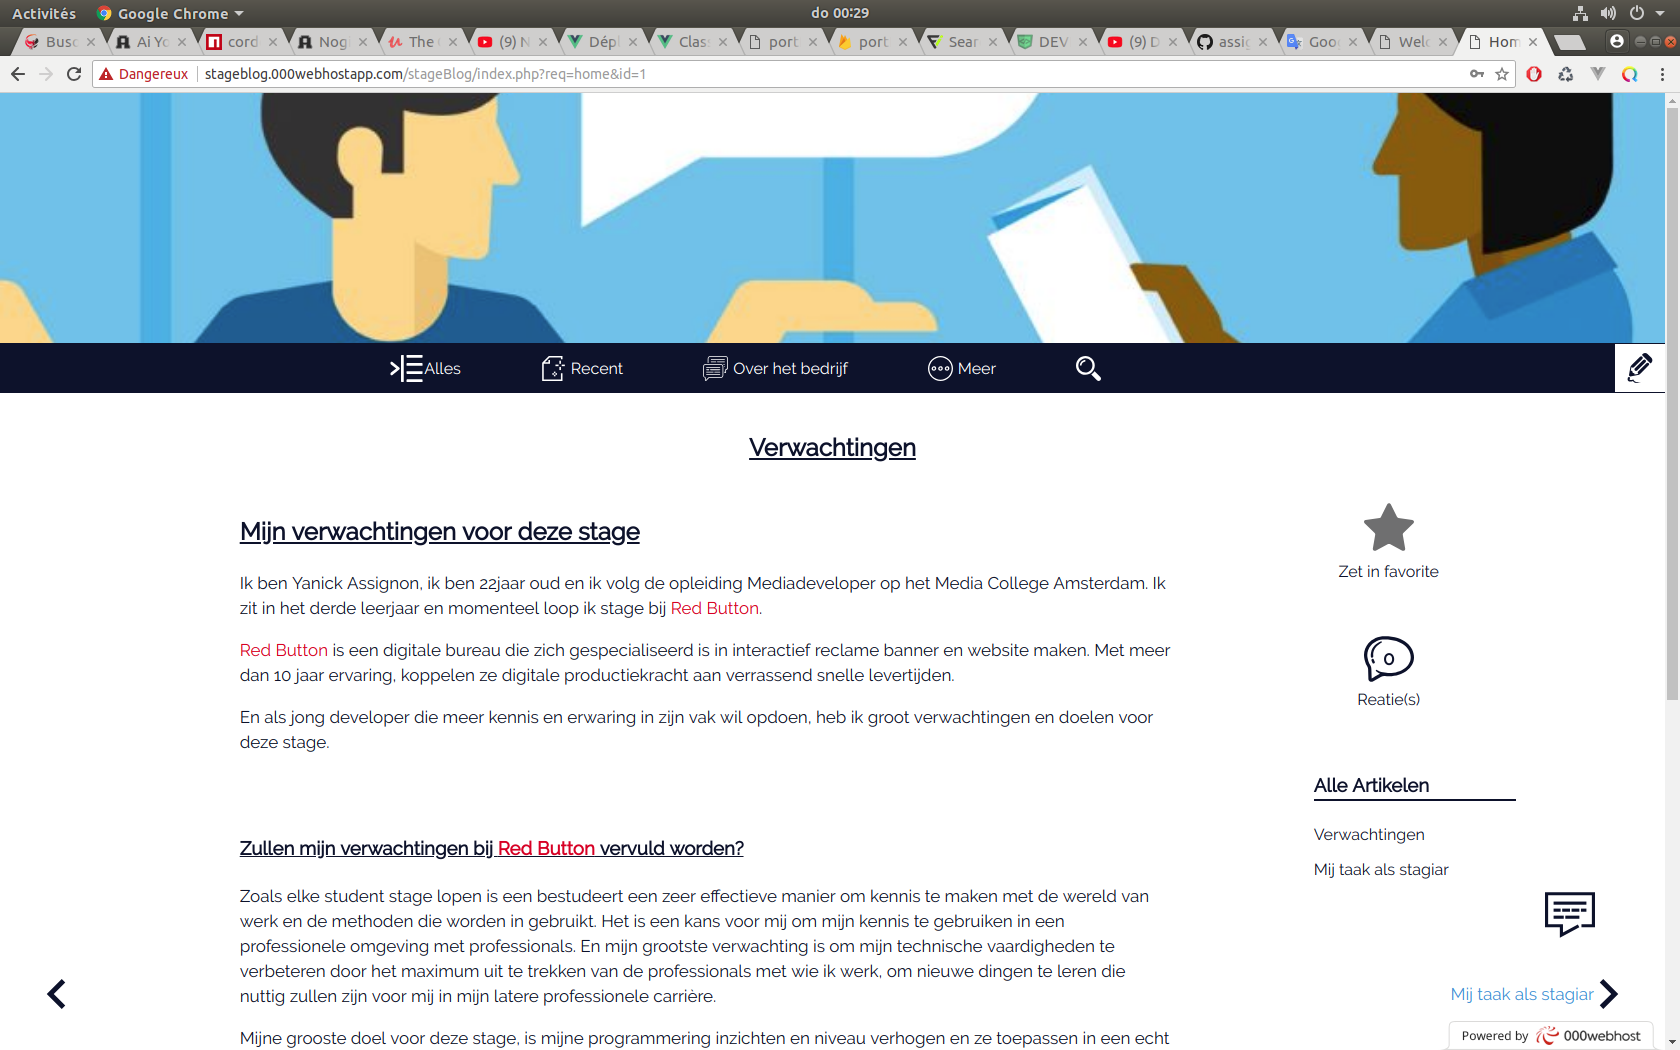 Activités
Google Chrome
do 00:29
Busc
Ai Yo
cord
Nogi
The
(9) N
Dépl
Clas
port
port
Sear
DEV
(9) D
assig
Goo
Welc
Hom
Dangereux
stageblog.000webhostapp.com/stageBlog/index.php?req=home&id=1
Alles
Recent
Over het bedrijf
Meer
Verwachtingen
Mijn verwachtingen voor deze stage
Ik ben Yanick Assignon, ik ben 22jaar oud en ik volg de opleiding Mediadeveloper op het Media College Amsterdam. Ik
zit in het derde leerjaar en momenteel loop ik stage bij Red Button.
Red Button is een digitale bureau die zich gespecialiseerd is in interactief reclame banner en website maken. Met meer
dan 10 jaar ervaring, koppelen ze digitale productiekracht aan verrassend snelle levertijden.
En als jong developer die meer kennis en erwaring in zijn vak wil opdoen, heb ik groot verwachtingen en doelen voor
deze stage.
Zullen mijn verwachtingen bij Red Button vervuld worden?
Zoals elke student stage lopen is een bestudeert een zeer effectieve manier om kennis te maken met de wereld van
werk en de methoden die worden in gebruikt. Het is een kans voor mij om mijn kennis te gebruiken in een
professionele omgeving met professionals. En mijn grootste verwachting is om mijn technische vaardigheden te
verbeteren door het maximum uit te trekken van de professionals met wie ik werk, om nieuwe dingen te leren die
nuttig zullen zijn voor mij in mijn latere professionele carrière.
Mijne grooste doel voor deze stage, is mijne programmering inzichten en niveau verhogen en ze toepassen in een echt
Zet in favorite
0
Reatie(s)
Alle Artikelen
Verwachtingen
Mij taak als stagiar
Mij taak als stagiar
Powered by 000webhost